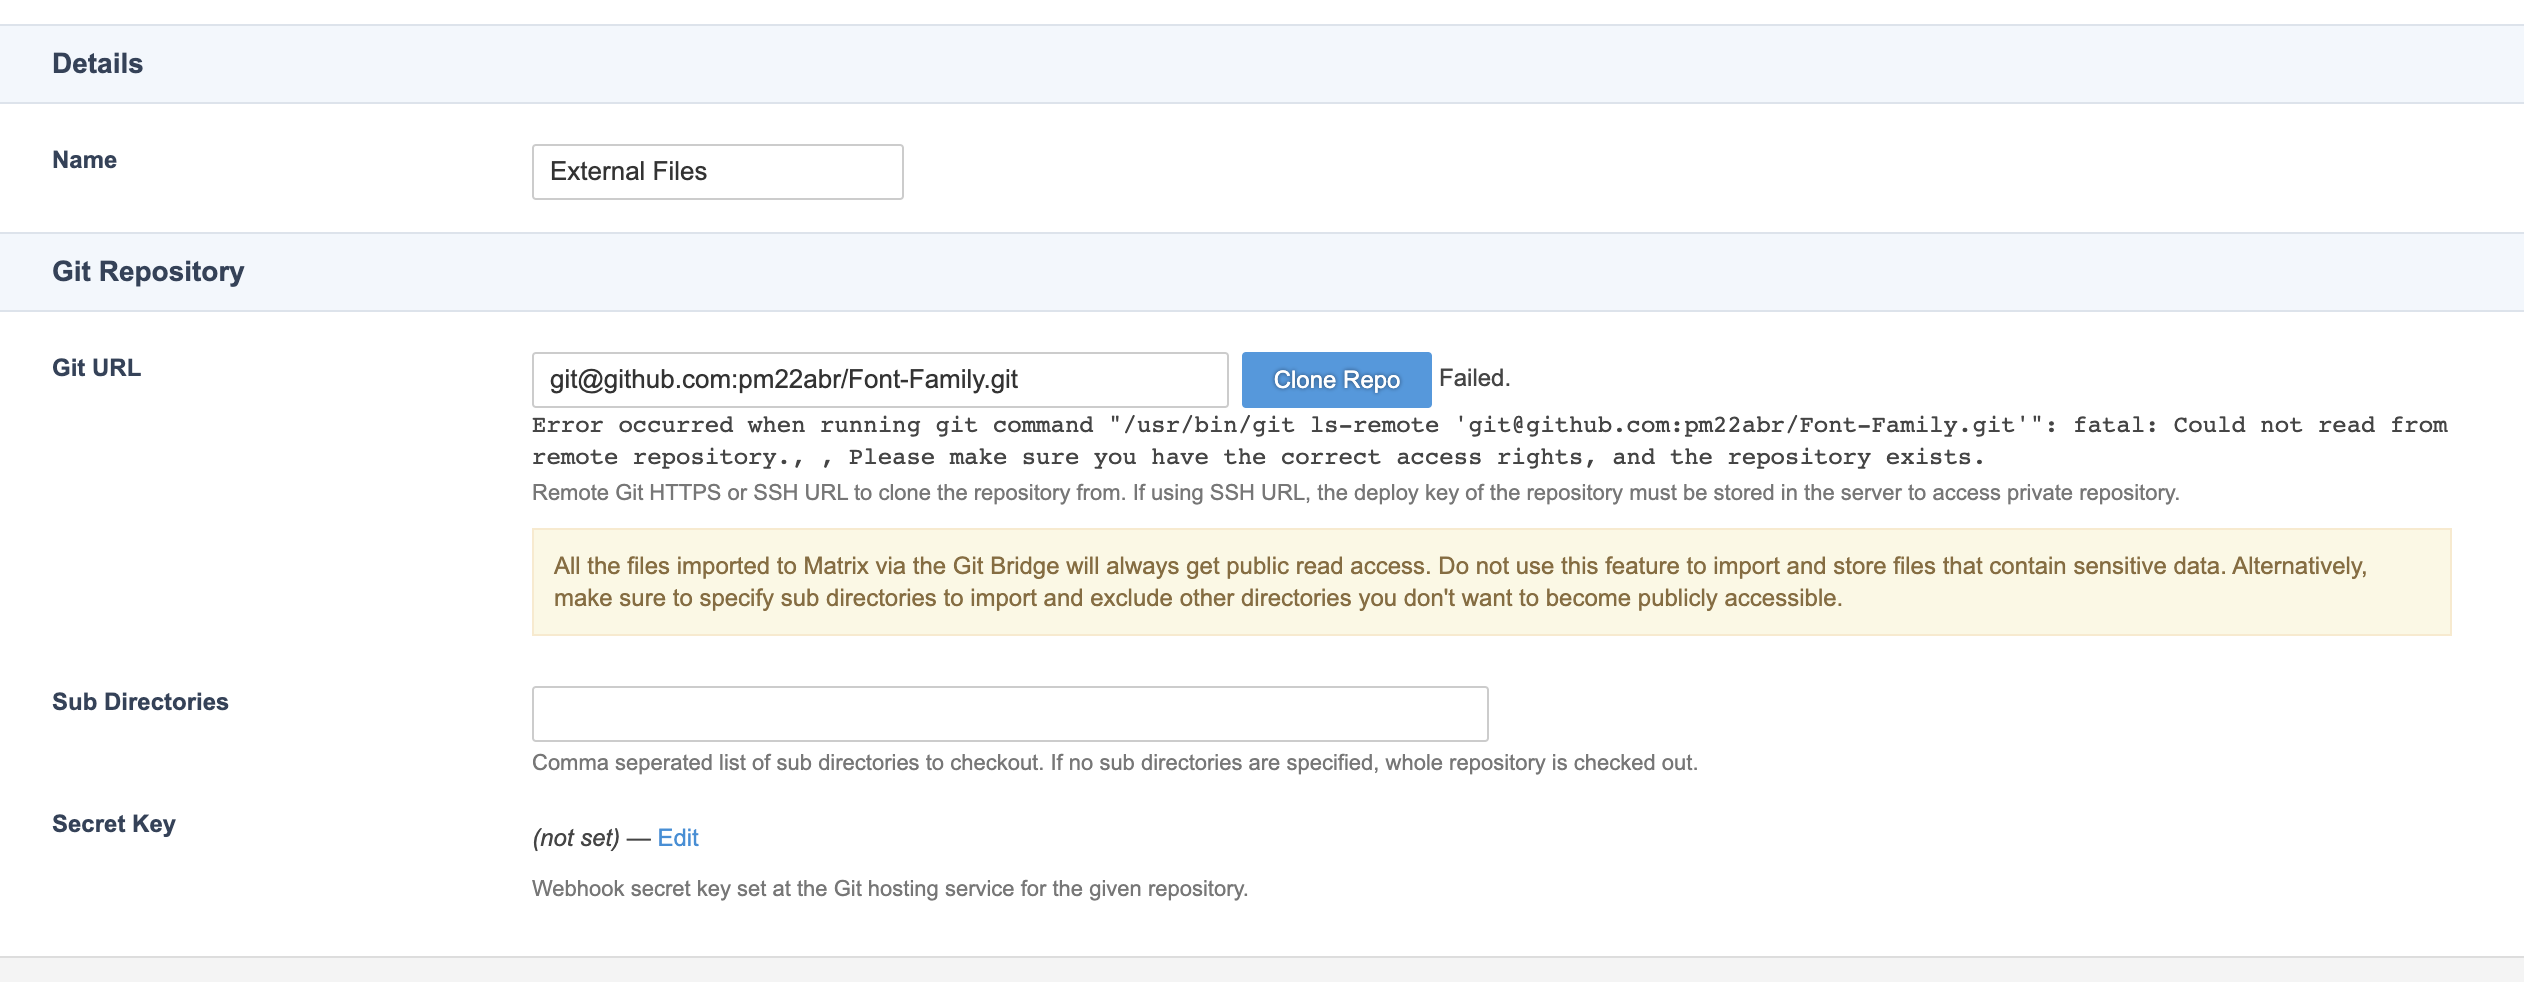 Details
Name
External Files
Git Repository
Git URL
git@github.com:pm22abr/Font-Family.git
Clone Repo
Failed.
Error occurred when running git command "/usr/bin/git ls-remote 'git@github.com:pm22abr/Font-Family.git'": fatal: Could not read from
remote repository., , Please make sure you have the correct access rights, and the repository exists.
Remote Git HTTPS or SSH URL to clone the repository from. If using SSH URL, the deploy key of the repository must be stored in the server to access private repository.
All the files imported to Matrix via the Git Bridge will always get public read access. Do not use this feature to import and store files that contain sensitive data. Alternatively,
make sure to specify sub directories to import and exclude other directories you don't want to become publicly accessible.
Sub Directories
Comma seperated list of sub directories to checkout. If no sub directories are specified, whole repository is checked out.
Secret Key
(not set) — Edit
Webhook secret key set at the Git hosting service for the given repository.